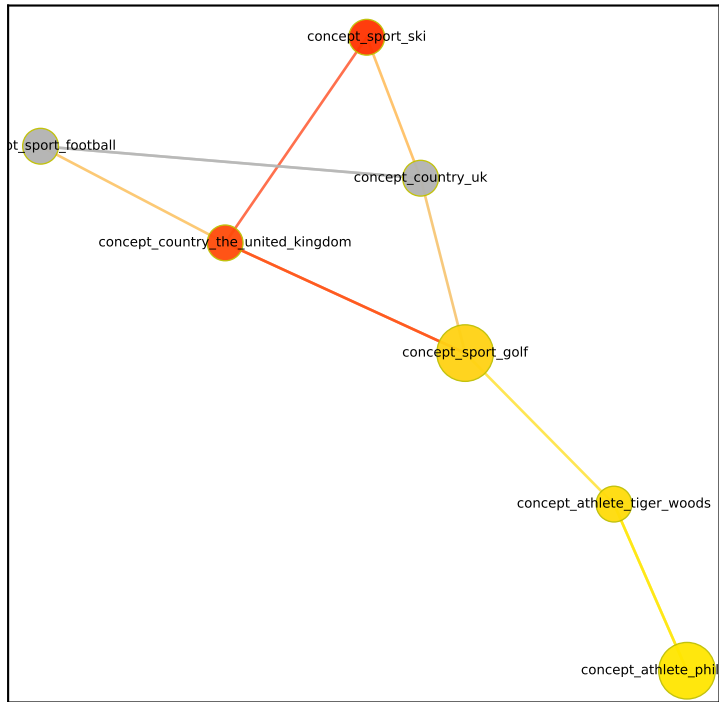 concept_sport_ski
pt_sport_football
concept_country_uk
concept_country_the_united_kingdom
concept_sport_golf
concept_athlete_tiger_woods
concept_athlete_phil